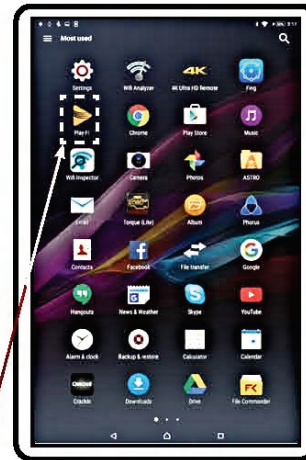 Most used
Settings Wifi Analyzer 4K Ultra HD Remote Fing
Play-Fi Chrome Play Store Music
Wifi Inspector Camera Photos ASTRO
Email Torque (Lite) Album Phorus
Contacts Facebook File transfer Google
Hangouts News & Weather Skype YouTube
Alarm & clock Backup & restore Calculator Calendar
Crackle Downloads Drive File Commander